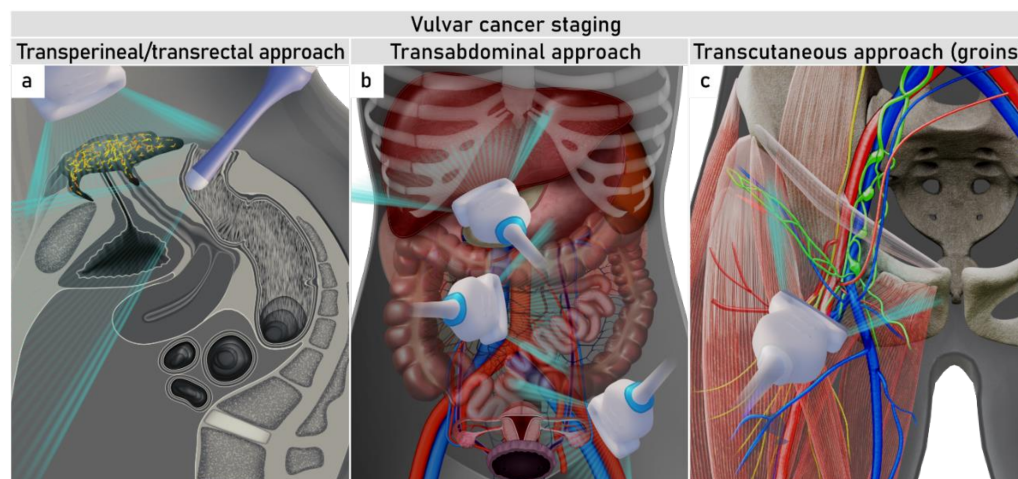 Vulvar cancer staging
Transperineal/transrectal approach
Transabdominal approach
Transcutaneous approach (groins
a
b
c